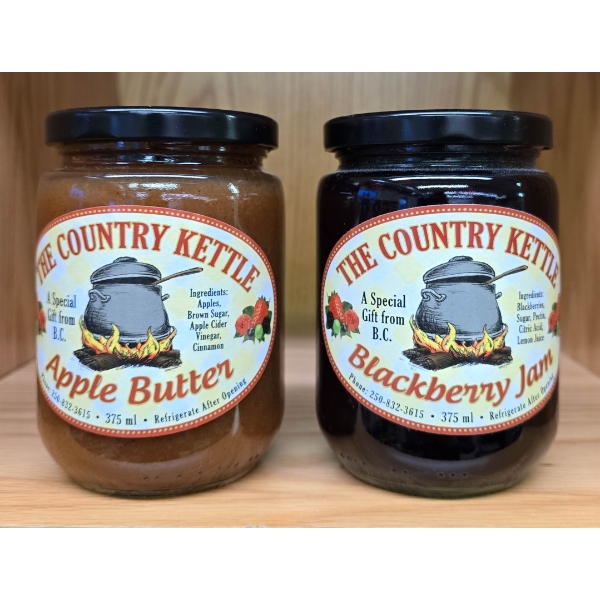 THE COUNTRY KETTLE
A Special
Gift from
B.C.
Ingredients:
Apples,
Brown Sugar,
Apple Cider
Vinegar,
Cinnamon
Apple Butter
Phone: 250-832-3615 • 375 ml • Refrigerate After Opening
THE COUNTRY KETTLE
A Special
Gift from
B.C.
Ingredients:
Blackberries,
Sugar, Pectin,
Citric Acid,
Lemon Juice
Blackberry Jam
Phone: 250-832-3615 • 375 ml • Refrigerate After Opening